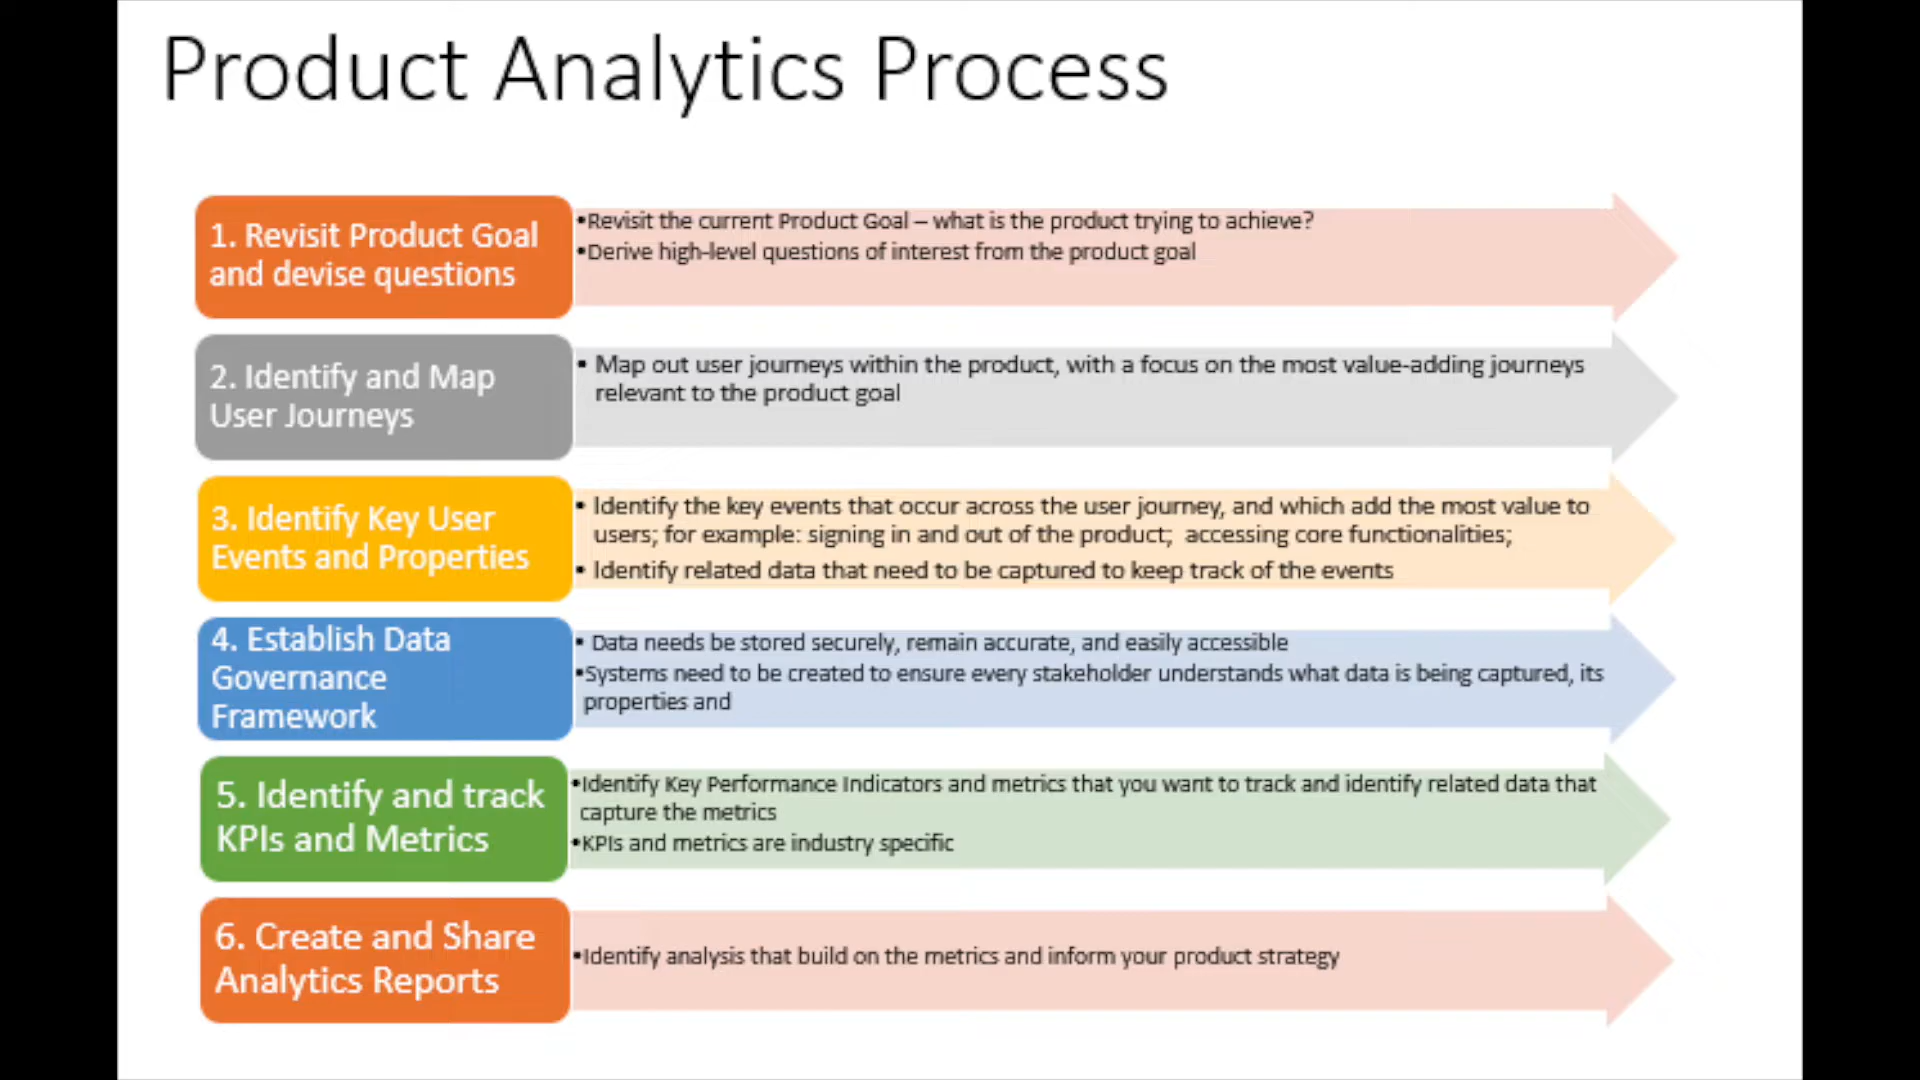 Product Analytics Process
1. Revisit Product Goal
and devise questions
•Revisit the current Product Goal – what is the product trying to achieve?
•Derive high-level questions of interest from the product goal
2. Identify and Map
User Journeys
• Map out user journeys within the product, with a focus on the most value-adding journeys
relevant to the product goal
3. Identify Key User
Events and Properties
• Identify the key events that occur across the user journey, and which add the most value to
users; for example: signing in and out of the product;  accessing core functionalities;
• Identify related data that need to be captured to keep track of the events
4. Establish Data
Governance
Framework
• Data needs be stored securely, remain accurate, and easily accessible
•Systems need to be created to ensure every stakeholder understands what data is being captured, its
properties and
5. Identify and track
KPIs and Metrics
•Identify Key Performance Indicators and metrics that you want to track and identify related data that
capture the metrics
•KPIs and metrics are industry specific
6. Create and Share
Analytics Reports
•Identify analysis that build on the metrics and inform your product strategy